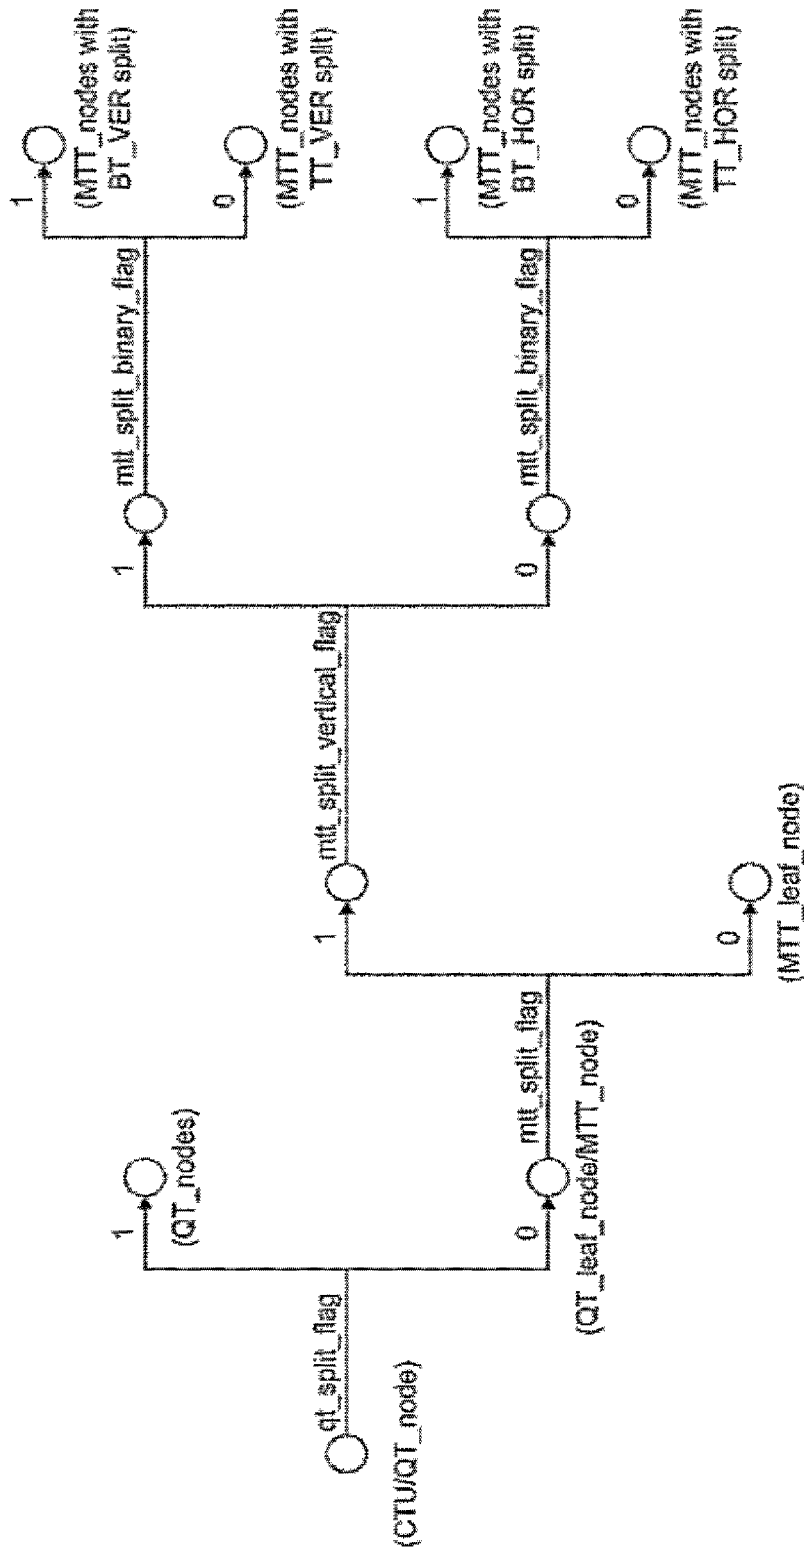 (CTU/QT_node)
qt_split_flag
1
(QT_nodes)
0
(QT_leaf_node/MTT_node)
mtt_split_flag
1
0
(MTT_leaf_node)
mtt_split_vertical_flag
1
0
mtt_split_binary_flag
mtt_split_binary_flag
1
(MTT_nodes with
BT_VER split)
0
(MTT_nodes with
TT_VER split)
1
(MTT_nodes with
BT_HOR split)
0
(MTT_nodes with
TT_HOR split)